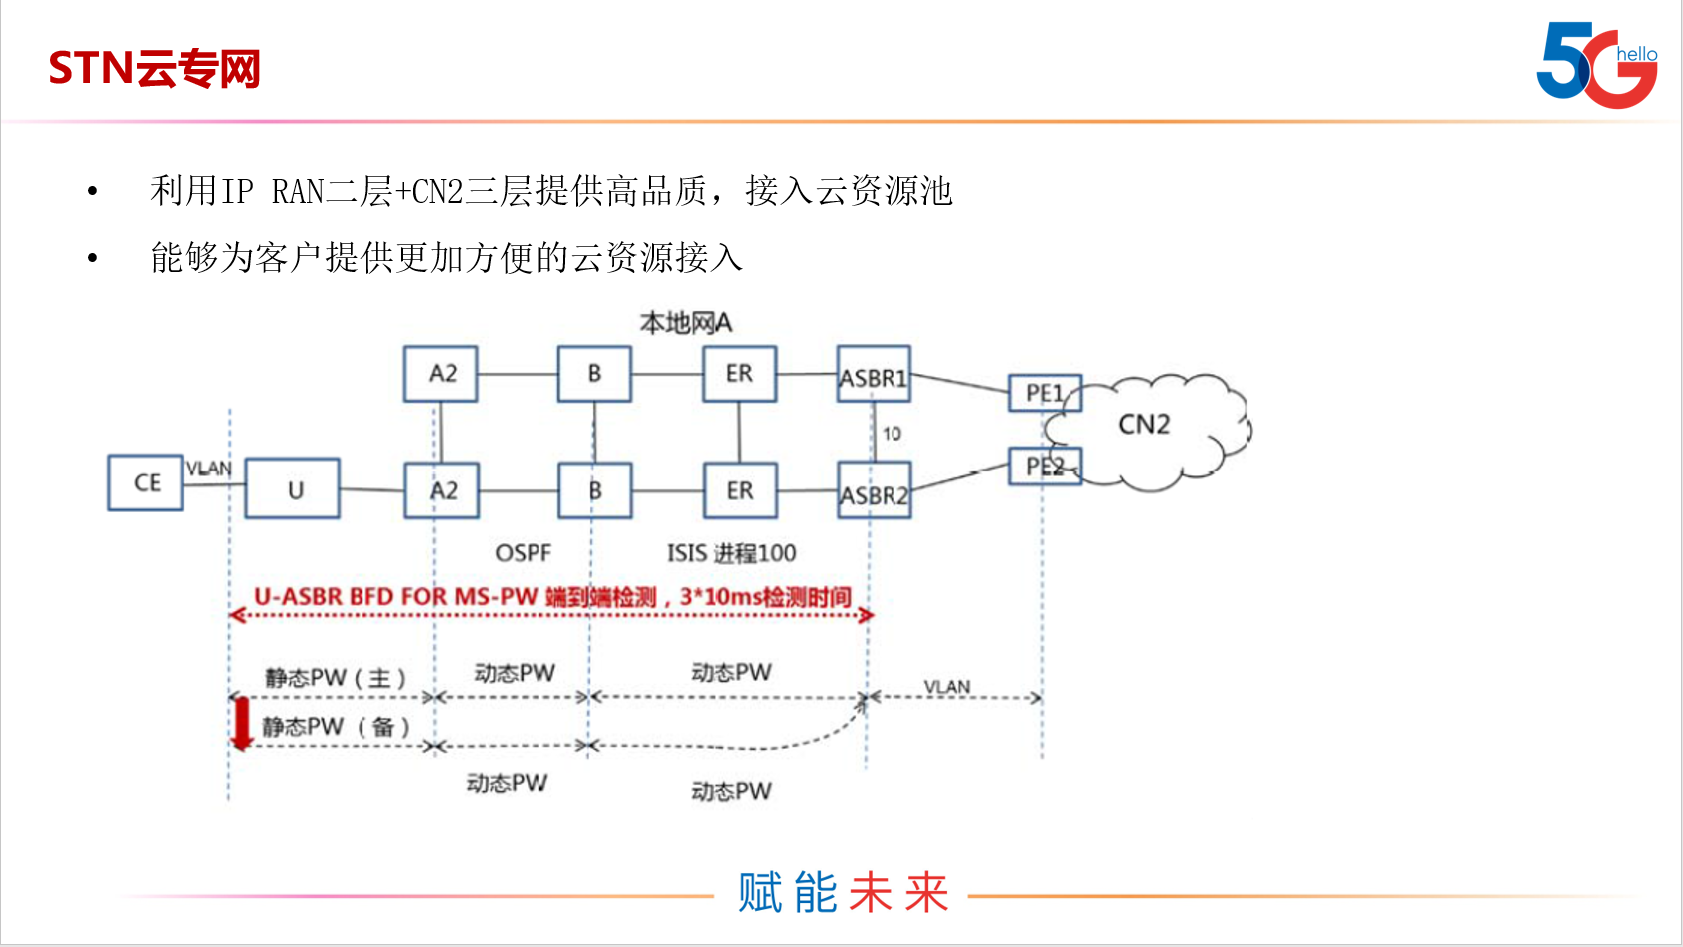 STN云专网
5G hello
• 利用IP RAN二层+CN2三层提供高品质，接入云资源池
• 能够为客户提供更加方便的云资源接入
本地网A
A2 B ER ASBR1 PE1
10 CN2
CE VLAN U A2 B ER ASBR2 PE2
OSPF ISIS 进程100
U-ASBR BFD FOR MS-PW 端到端检测，3*10ms检测时间
静态PW（主） 动态PW 动态PW VLAN
静态PW （备）
动态PW 动态PW
赋能未来